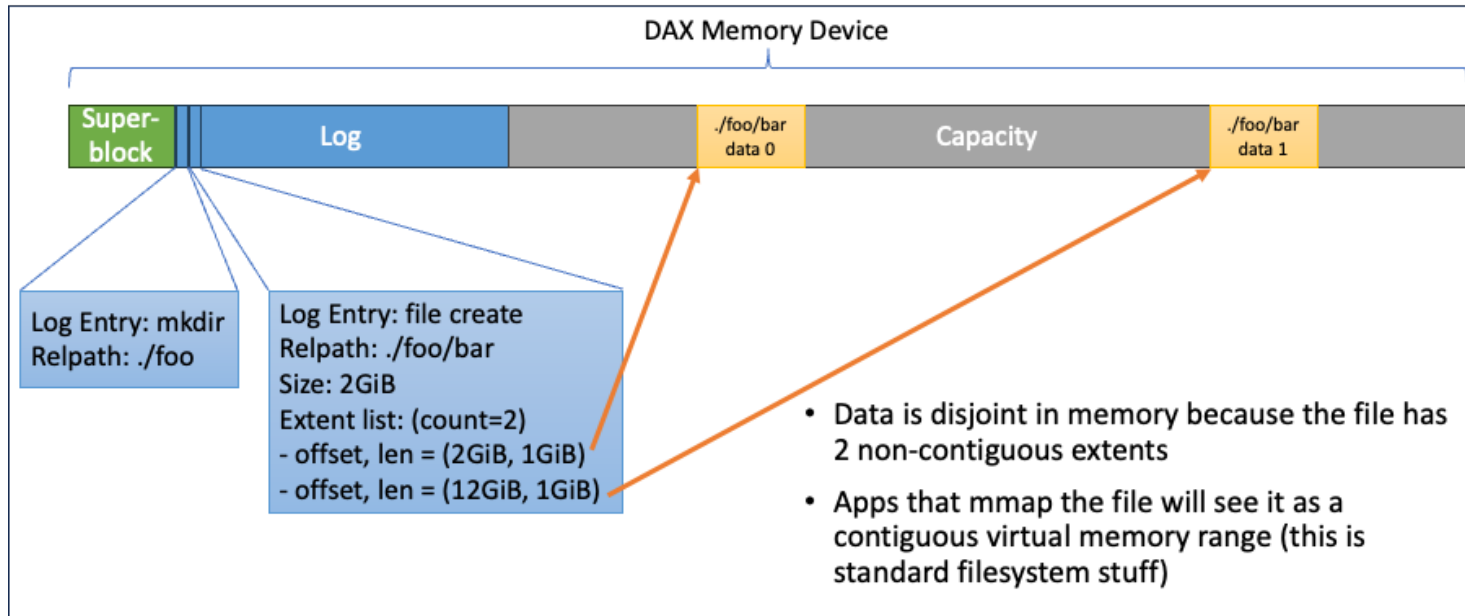 DAX Memory Device
Super-
block
Log
./foo/bar
data 0
Capacity
./foo/bar
data 1
Log Entry: mkdir
Relpath: ./foo
Log Entry: file create
Relpath: ./foo/bar
Size: 2GiB
Extent list: (count=2)
- offset, len = (2GiB, 1GiB)
- offset, len = (12GiB, 1GiB)
• Data is disjoint in memory because the file has
2 non-contiguous extents
• Apps that mmap the file will see it as a
contiguous virtual memory range (this is
standard filesystem stuff)